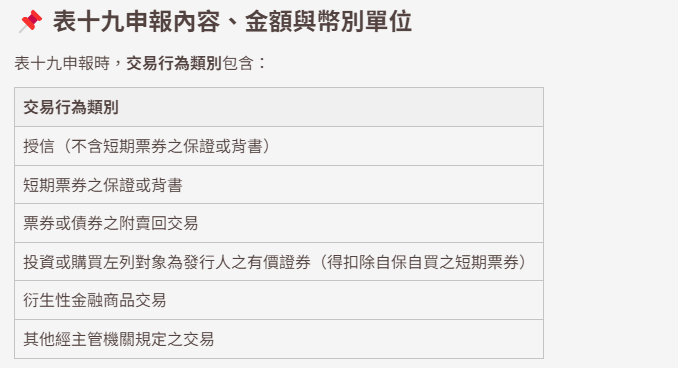 表十九申報內容、金額與幣別單位
表十九申報時，交易行為類別包含：
交易行為類別
授信（不含短期票券之保證或背書）
短期票券之保證或背書
票券或債券之附賣回交易
投資或購買左列對象為發行人之有價證券（得扣除自保自買之短期票券）
衍生性金融商品交易
其他經主管機關規定之交易